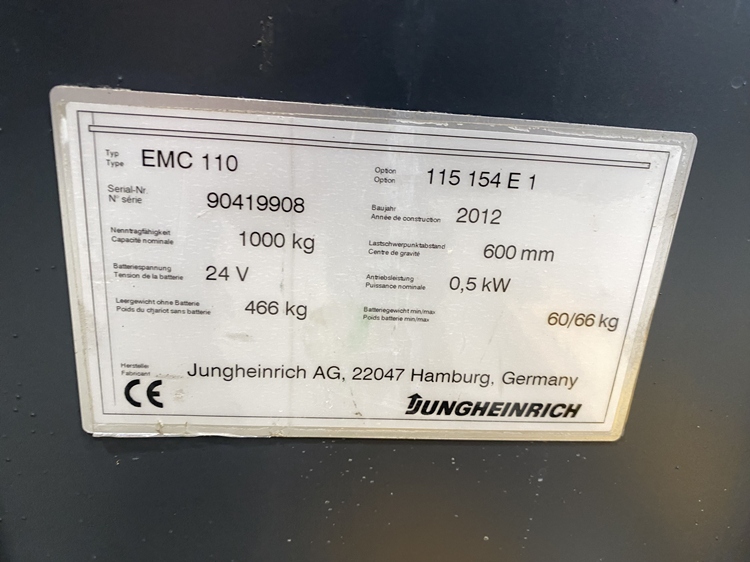 Typ EMC 110 Option 115 154 E 1
Type Option
Serial-Nr. 90419908 Baujahr 2012
N° série Année de construction
Nenntragfähigkeit 1000 kg Lastschwerpunktabstand 600 mm
Capacité nominale Centre de gravité
Batteriespannung 24 V Antriebsleistung 0,5 kW
Tension de la batterie Puissance nominale
Leergewicht ohne Batterie 466 kg Batteriegewicht min/max 60/66 kg
Poids du chariot sans batterie Poids batterie min/max
Hersteller Jungheinrich AG, 22047 Hamburg, Germany
Fabricant
CE JUNGHEINRICH